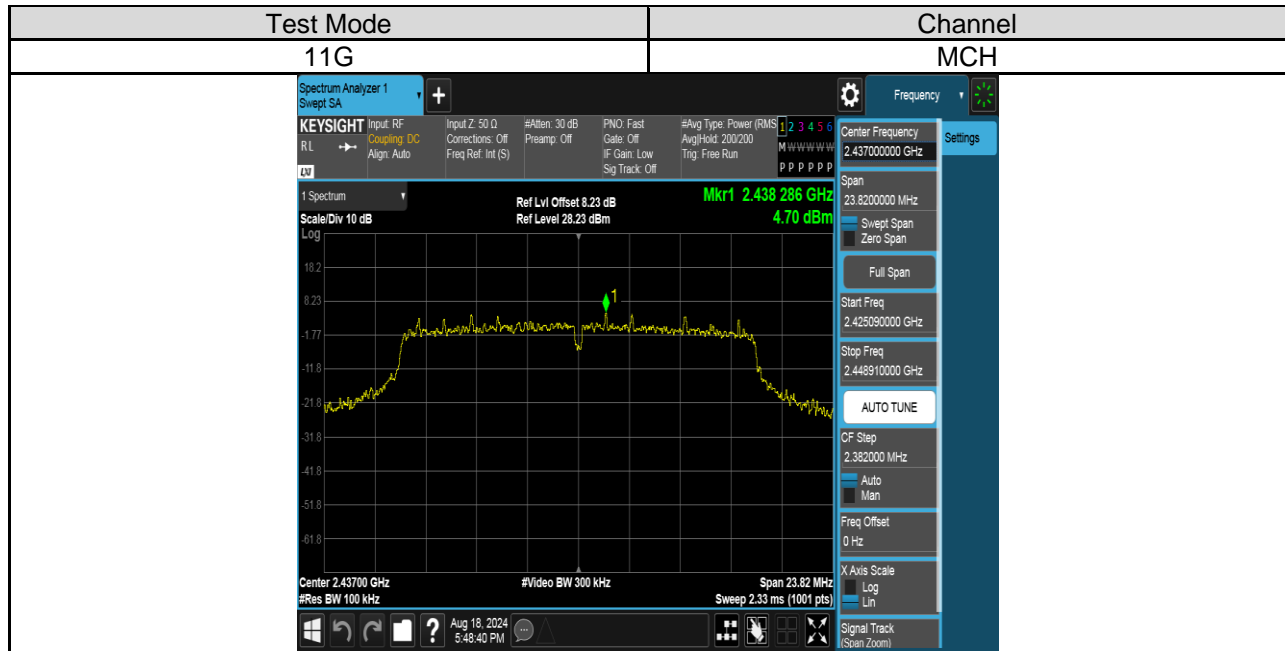 Test Mode Channel
11G MCH
Spectrum Analyzer 1
Swept SA
+
Frequency
KEYSIGHT
RL
LXI
Input: RF
Coupling: DC
Align: Auto
Input Z: 50 Ω
Corrections: Off
Freq Ref: Int (S)
#Atten: 30 dB
Preamp: Off
PNO: Fast
Gate: Off
IF Gain: Low
Sig Track: Off
#Avg Type: Power (RMS
Avg|Hold: 200/200
Trig: Free Run
1 2 3 4 5 6
M W W W W W
P P P P P P
1 Spectrum
Scale/Div 10 dB
Log
Ref Lvl Offset 8.23 dB
Ref Level 28.23 dBm
Mkr1 2.438 286 GHz
4.70 dBm
18.2
8.23
-1.77
-11.8
-21.8
-31.8
-41.8
-51.8
-61.8
1
Center 2.43700 GHz
#Res BW 100 kHz
#Video BW 300 kHz
Span 23.82 MHz
Sweep 2.33 ms (1001 pts)
?
Aug 18, 2024
5:48:40 PM
Center Frequency
2.437000000 GHz
Settings
Span
23.8200000 MHz
Swept Span
Zero Span
Full Span
Start Freq
2.425090000 GHz
Stop Freq
2.448910000 GHz
AUTO TUNE
CF Step
2.382000 MHz
Auto
Man
Freq Offset
0 Hz
X Axis Scale
Log
Lin
Signal Track
(Span Zoom)